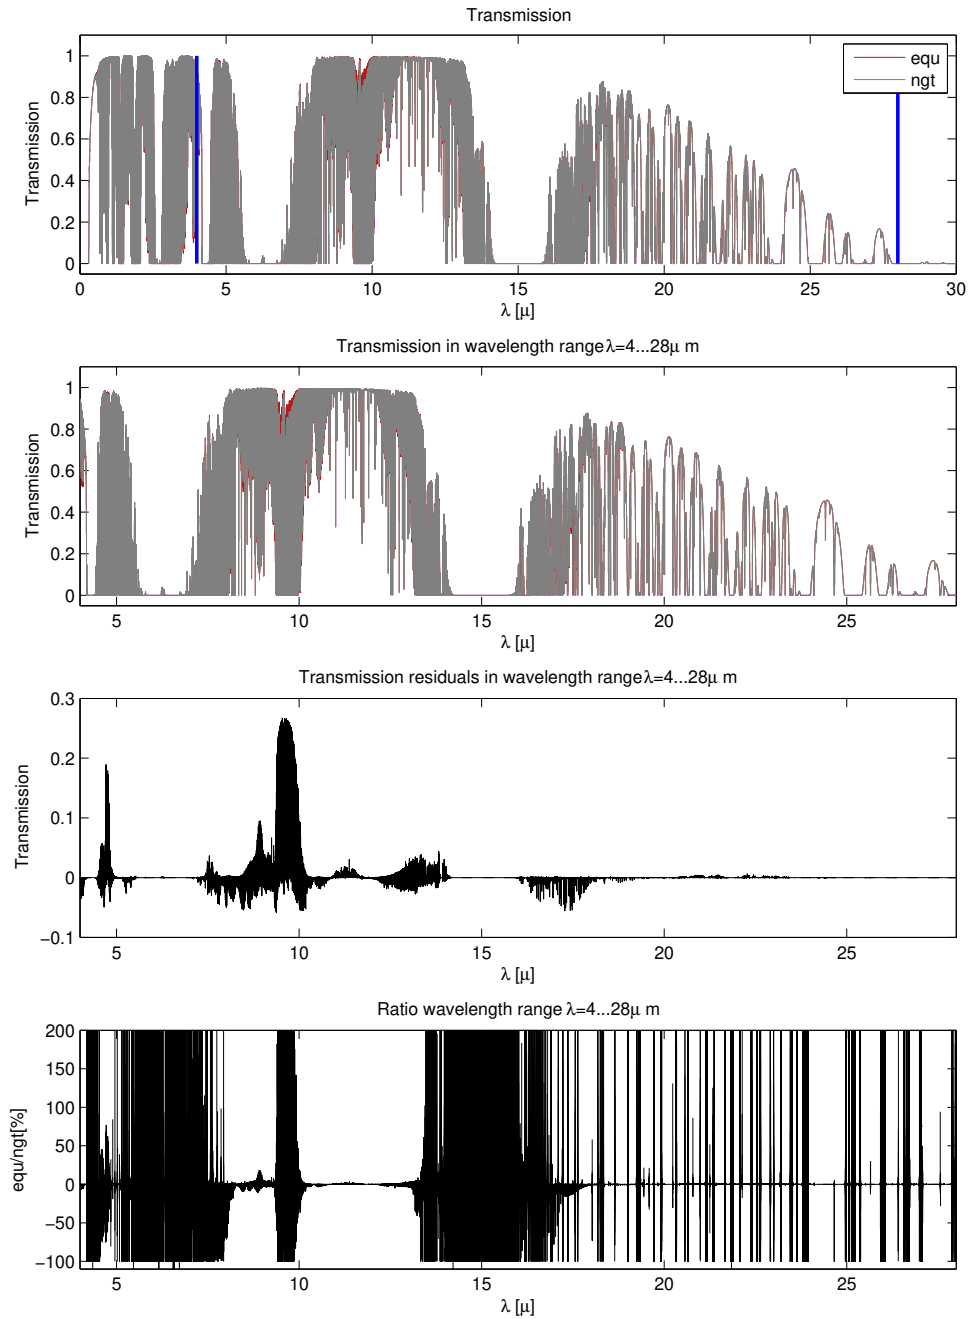 Transmission
1
0.8
0.6
0.4
0.2
0
Transmission
equ
ngt
0 5 10 15 20 25 30
λ [μ]
Transmission in wavelength rangeλ=4...28μ m
1
0.8
0.6
0.4
0.2
0
Transmission
5 10 15 20 25
λ [μ]
Transmission residuals in wavelength rangeλ=4...28μ m
0.3
0.2
0.1
0
−0.1
Transmission
5 10 15 20 25
λ [μ]
Ratio wavelength range λ=4...28μ m
200
150
100
50
0
−50
−100
equ/ngt[%]
5 10 15 20 25
λ [μ]